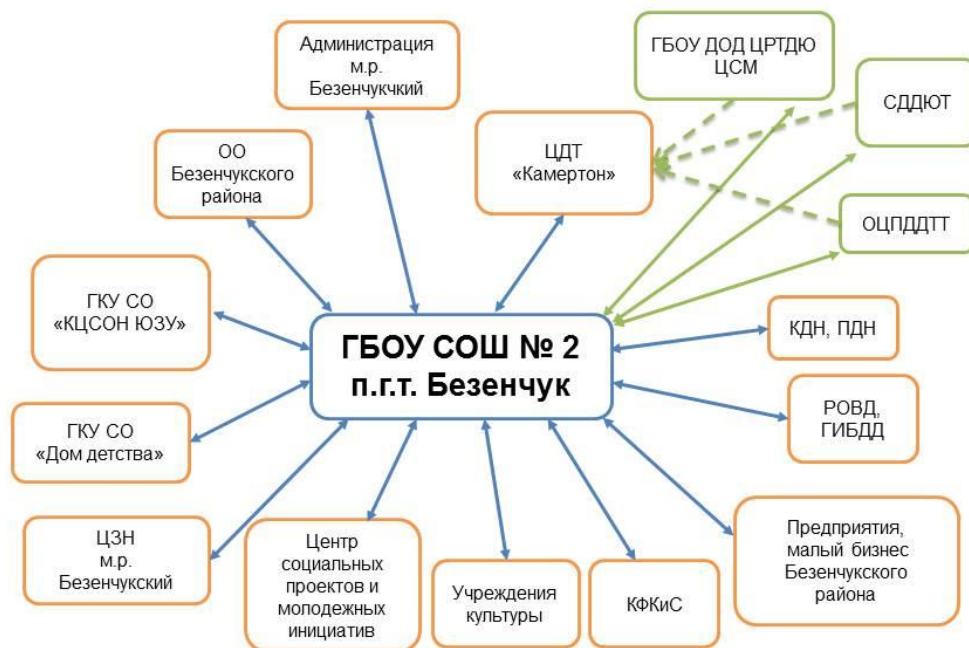 Администрация
м.р.
Безенчукчкий
ГБОУ ДОД ЦРТДЮ
ЦСМ
СДДЮТ
ОО
Безенчукского
района
ЦДТ
«Камертон»
ОЦПДДТТ
ГКУ СО
«КЦСОН ЮЗУ»
ГБОУ СОШ № 2
п.г.т. Безенчук
КДН, ПДН
РОВД,
ГИБДД
ГКУ СО
«Дом детства»
ЦЗН
м.р.
Безенчукский
Центр
социальных
проектов и
молодежных
инициатив
Учреждения
культуры
КФКиС
Предприятия,
малый бизнес
Безенчукского
района